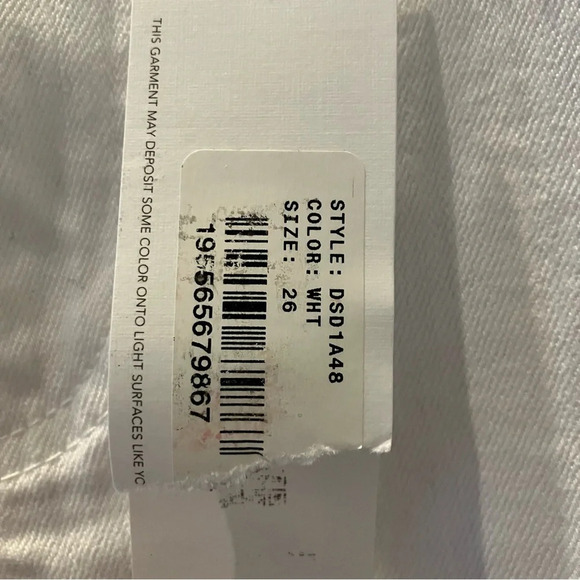 THIS GARMENT MAY DEPOSIT SOME COLOR ONTO LIGHT SURFACES LIKE YO
STYLE: DSD1A48
COLOR: WHT
SIZE: 26
195565679867